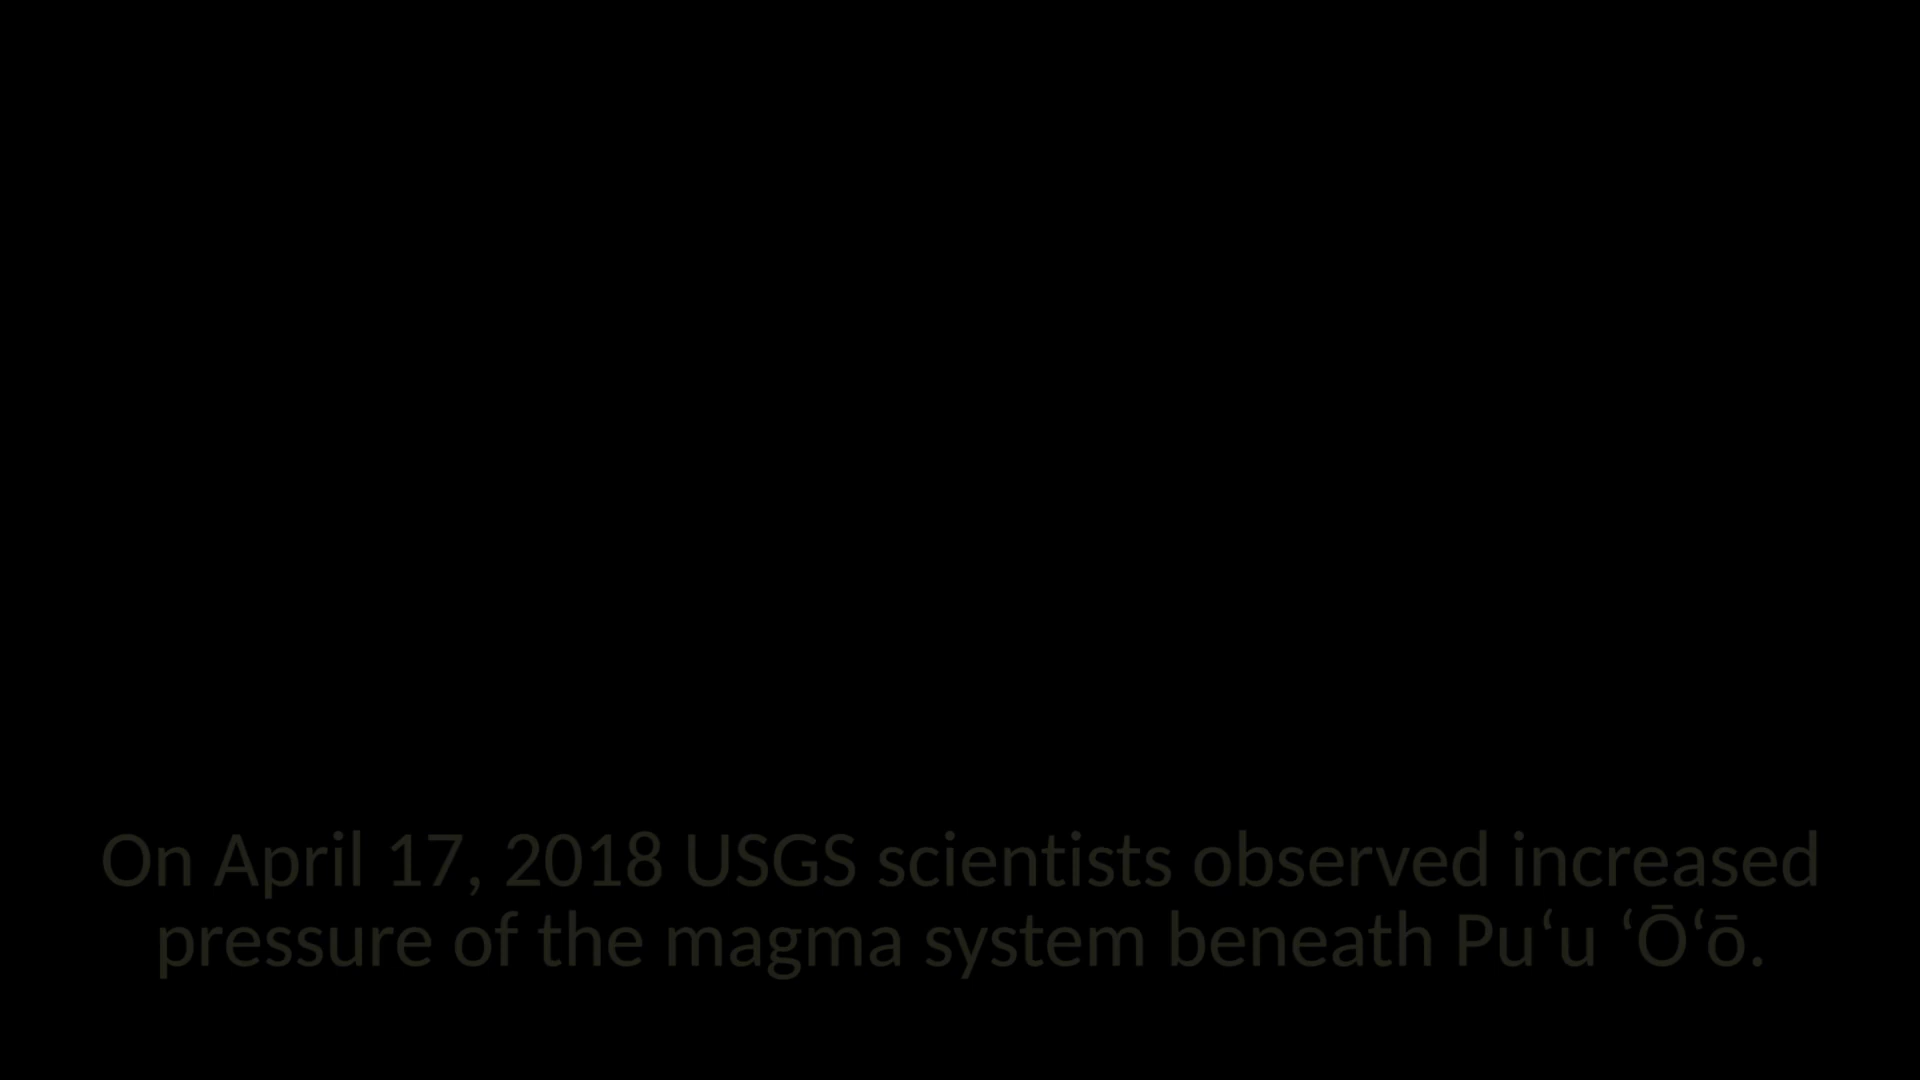 On April 17, 2018 USGS scientists observed increased
pressure of the magma system beneath Puʻu ʻŌʻō.